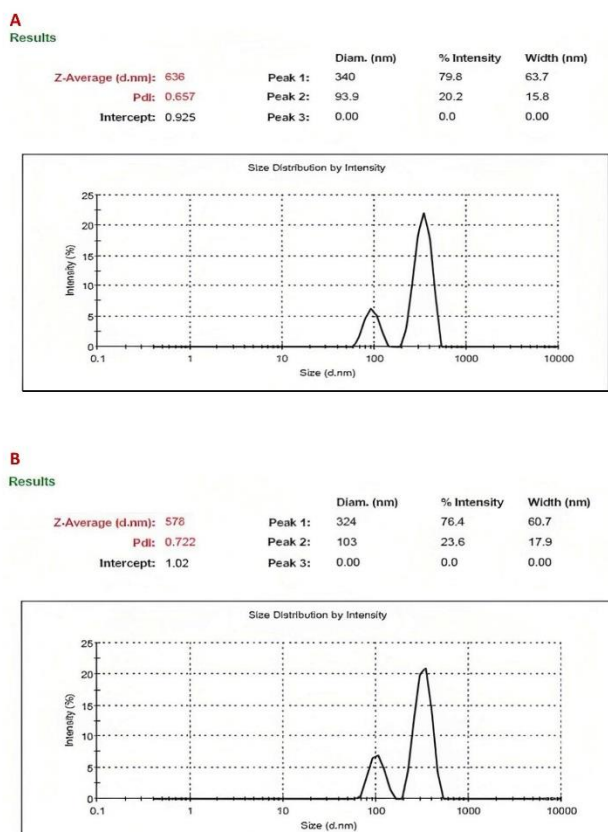 A
Results
Diam. (nm) % Intensity Width (nm)
Z-Average (d.nm): 636 Peak 1: 340 79.8 63.7
PdI: 0.657 Peak 2: 93.9 20.2 15.8
Intercept: 0.925 Peak 3: 0.00 0.0 0.00
Size Distribution by Intensity
Intensity (%)
25
20
15
10
5
0
0.1 1 10 100 1000 10000
Size (d.nm)
B
Results
Diam. (nm) % Intensity Width (nm)
Z-Average (d.nm): 578 Peak 1: 324 76.4 60.7
PdI: 0.722 Peak 2: 103 23.6 17.9
Intercept: 1.02 Peak 3: 0.00 0.0 0.00
Size Distribution by Intensity
Intensity (%)
25
20
15
10
5
0
0.1 1 10 100 1000 10000
Size (d.nm)